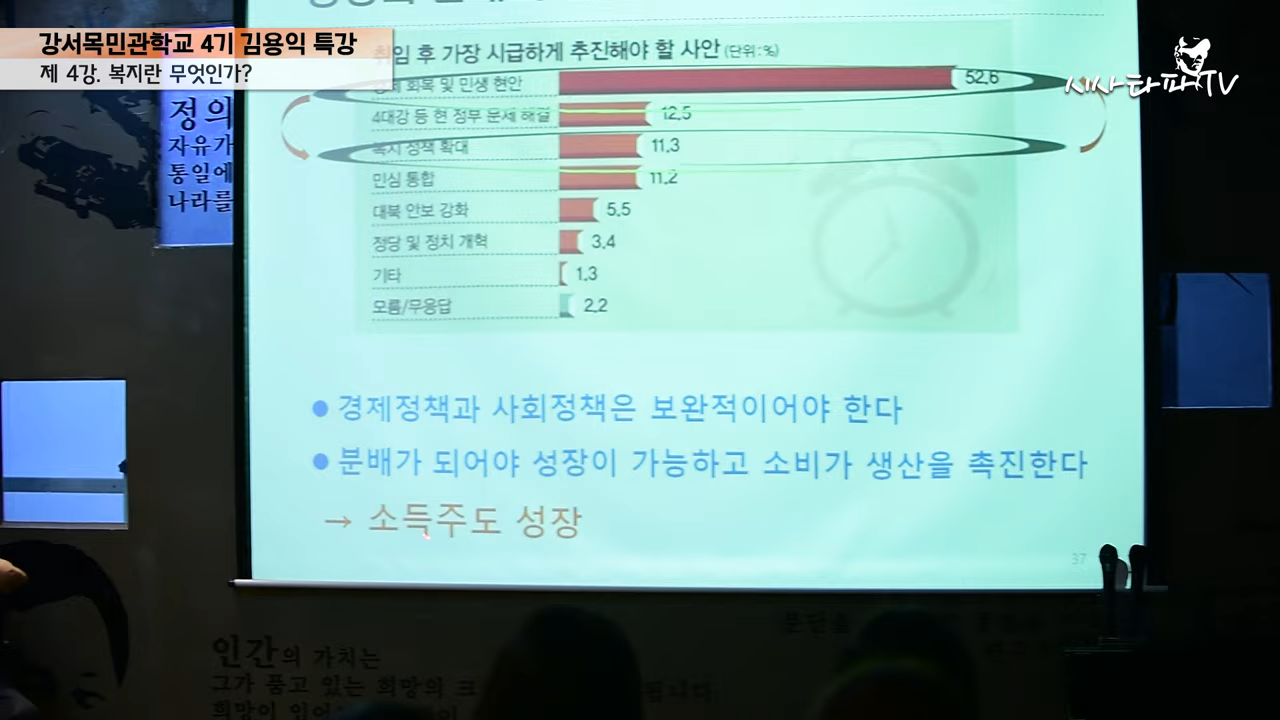 강서목민관학교 4기 김용익 특강
제 4강. 복지란 무엇인가?
시사타파TV
정의
자유가
통일에
나라를
취임 후 가장 시급하게 추진해야 할 사안 (단위:%)
경제 회복 및 민생 현안 52.6
4대강 등 현 정부 문제 해결 12.5
복지 정책 확대 11.3
민심 통합 11.2
대북 안보 강화 5.5
정당 및 정치 개혁 3.4
기타 1.3
모름/무응답 2.2
● 경제정책과 사회정책은 보완적이어야 한다
● 분배가 되어야 성장이 가능하고 소비가 생산을 촉진한다
→ 소득주도 성장
37
인간의 가치는
그가 품고 있는 희망의 크
희망이 있